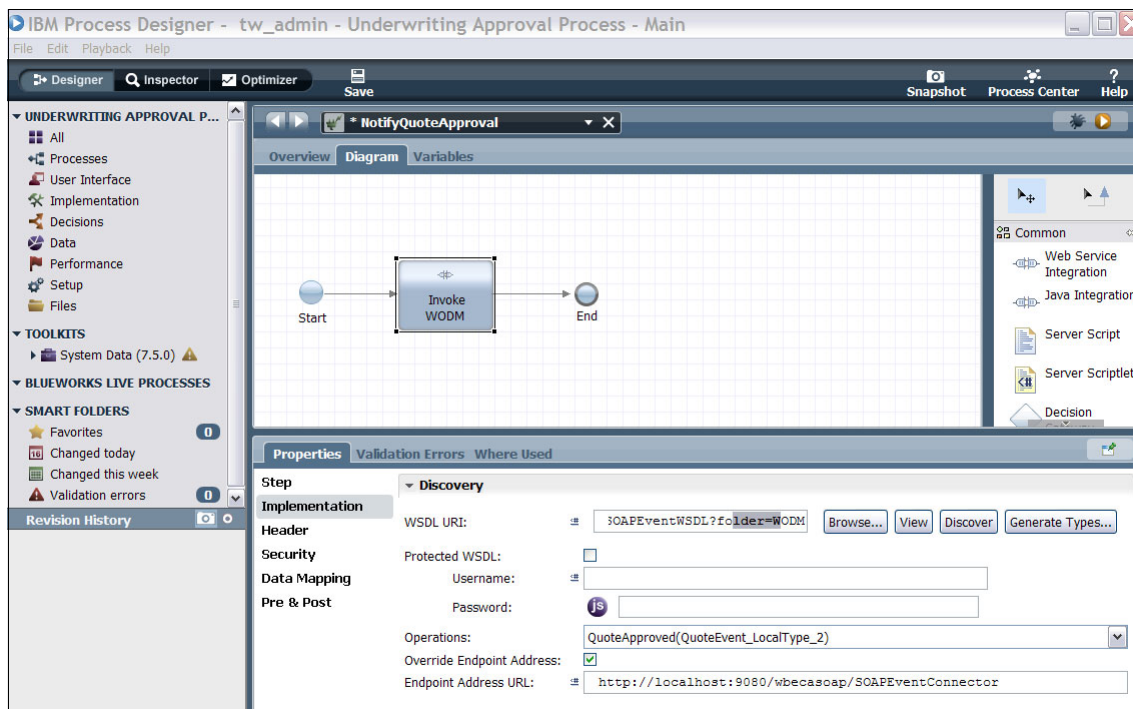 IBM Process Designer - tw_admin - Underwriting Approval Process - Main
File Edit Playback Help
Designer Inspector Optimizer Save Snapshot Process Center Help
UNDERWRITING APPROVAL P...
All
Processes
User Interface
Implementation
Decisions
Data
Performance
Setup
Files
TOOLKITS
System Data (7.5.0)
BLUEWORKS LIVE PROCESSES
SMART FOLDERS
Favorites 0
Changed today
Changed this week
Validation errors 0
Revision History
* NotifyQuoteApproval
Overview Diagram Variables
Start
Invoke
WODM
End
Common
Web Service
Integration
Java Integration
Server Script
Server Scriptlet
Decision
Properties Validation Errors Where Used
Step
Implementation
Header
Security
Data Mapping
Pre & Post
Discovery
WSDL URI: SOAPEventWSDL?folder=WODM Browse... View Discover Generate Types...
Protected WSDL:
Username:
Password: js
Operations: QuoteApproved(QuoteEvent_LocalType_2)
Override Endpoint Address:
Endpoint Address URL: http://localhost:9080/wbecasoap/SOAPEventConnector